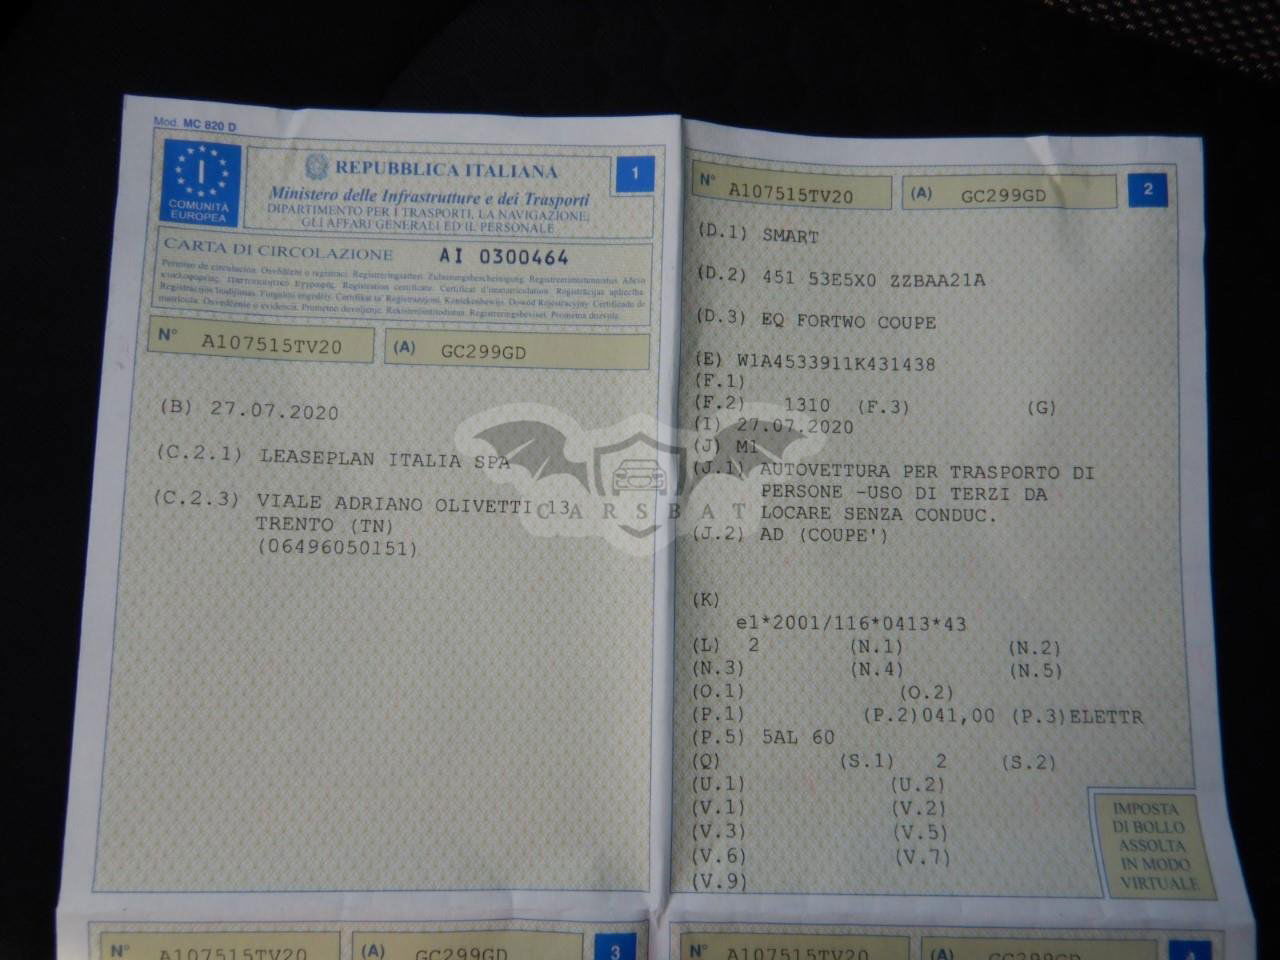 Mod. MC 820 D
I
COMUNITÀ
EUROPEA
REPUBBLICA ITALIANA
1
Ministero delle Infrastrutture e dei Trasporti
DIPARTIMENTO PER I TRASPORTI, LA NAVIGAZIONE,
GLI AFFARI GENERALI ED IL PERSONALE
CARTA DI CIRCOLAZIONE AI 0300464
N° A107515TV20 (A) GC299GD
(B) 27.07.2020
(C.2.1) LEASEPLAN ITALIA SPA
(C.2.3) VIALE ADRIANO OLIVETTI 13
TRENTO (TN)
(06496050151)
CARSBAT
N° A107515TV20 (A) GC299GD 2
(D.1) SMART
(D.2) 451 53E5X0 ZZBAA21A
(D.3) EQ FORTWO COUPE
(E) W1A4533911K431438
(F.1)
(F.2) 1310 (F.3) (G)
(I) 27.07.2020
(J) M1
(J.1) AUTOVETTURA PER TRASPORTO DI
PERSONE -USO DI TERZI DA
LOCARE SENZA CONDUC.
(J.2) AD (COUPE')
(K)
e1*2001/116*0413*43
(L) 2 (N.1) (N.2)
(N.3) (N.4) (N.5)
(O.1) (O.2)
(P.1) (P.2)041,00 (P.3)ELETTR
(P.5) 5AL 60
(Q) (S.1) 2 (S.2)
(U.1) (U.2)
(V.1) (V.2)
(V.3) (V.5)
(V.6) (V.7)
(V.9)
IMPOSTA
DI BOLLO
ASSOLTA
IN MODO
VIRTUALE
N° A107515TV20 (A) GC299GD 3
N° A107515TV20 (A) GC299GD 4